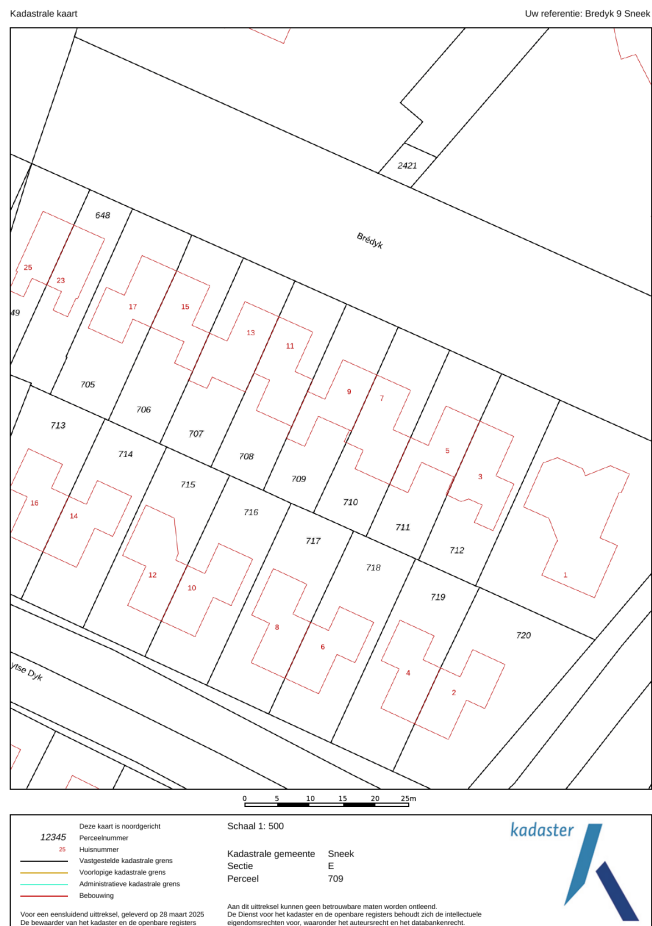 Kadastrale kaart
Uw referentie: Bredyk 9 Sneek
2421
648
Brédyk
25
23
17
15
13
11
9
7
5
3
1
49
705
706
707
708
709
710
711
712
713
714
715
716
717
718
719
720
16
14
12
10
8
6
4
2
ytse Dyk
0 5 10 15 20 25m
Deze kaart is noordgericht
12345 Perceelnummer
25 Huisnummer
Vastgestelde kadastrale grens
Voorlopige kadastrale grens
Administratieve kadastrale grens
Bebouwing
Voor een eensluidend uittreksel, geleverd op 28 maart 2025
De bewaarder van het kadaster en de openbare registers
Schaal 1: 500
Kadastrale gemeente Sneek
Sectie E
Perceel 709
Aan dit uittreksel kunnen geen betrouwbare maten worden ontleend.
De Dienst voor het kadaster en de openbare registers behoudt zich de intellectuele
eigendomsrechten voor, waaronder het auteursrecht en het databankenrecht.
kadaster